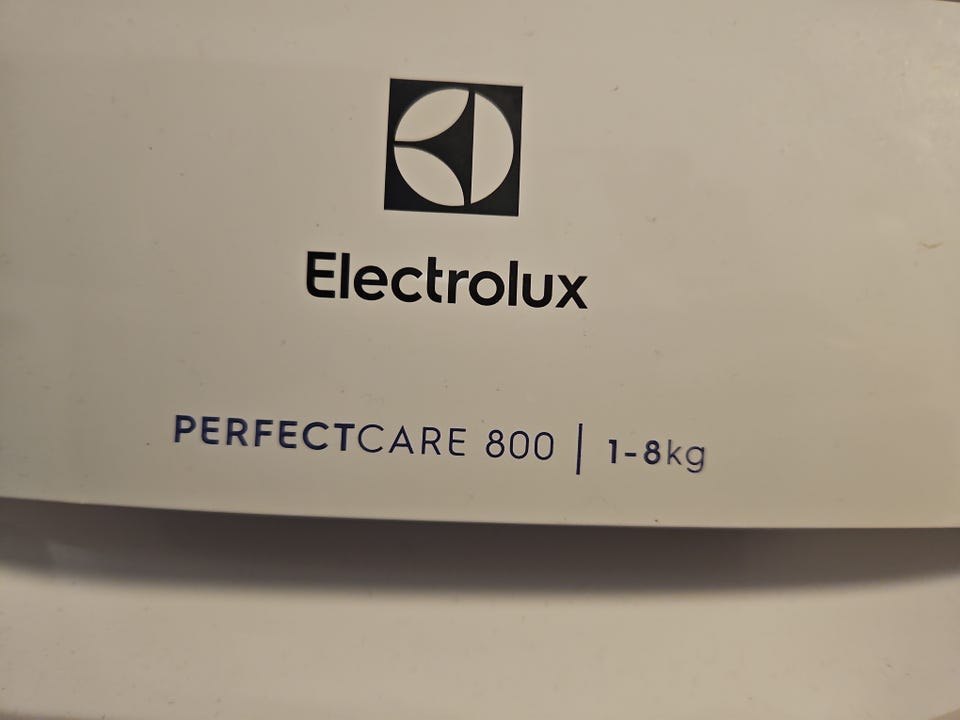 Electrolux
PERFECTCARE 800 | 1-8kg